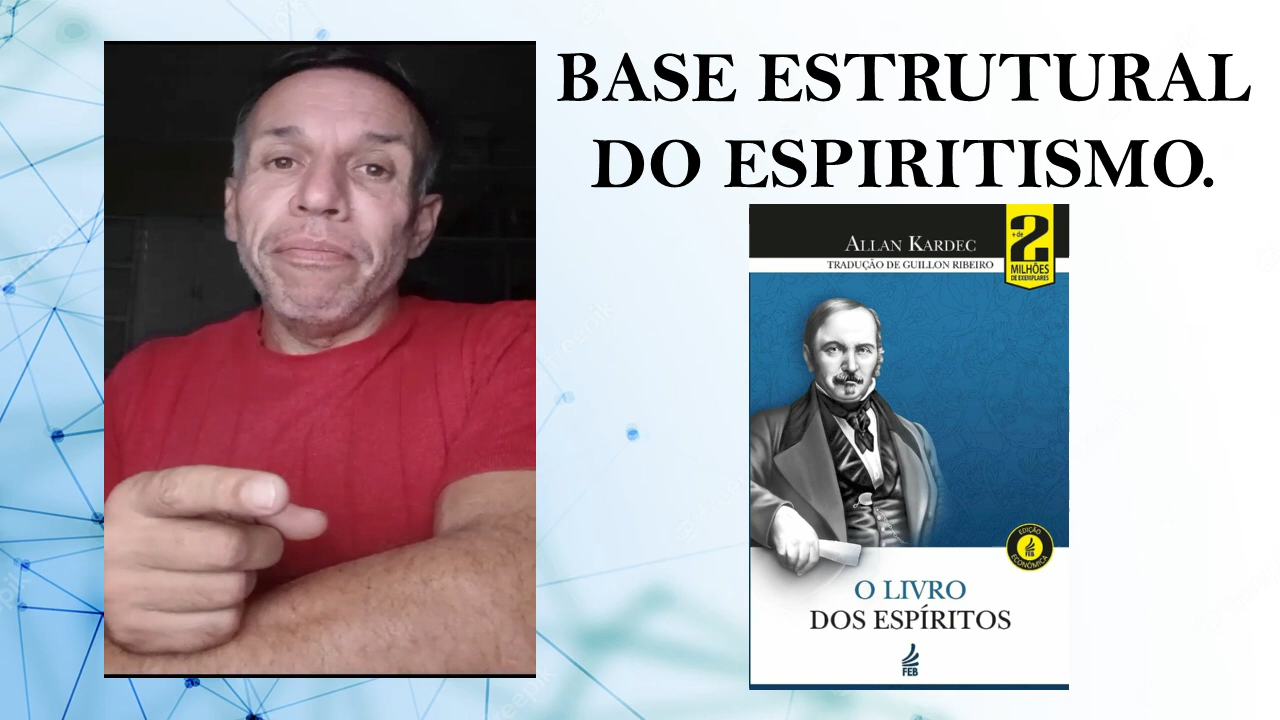 BASE ESTRUTURAL
DO ESPIRITISMO.
ALLAN KARDEC
TRADUÇÃO DE GUILLON RIBEIRO
+ de
2
MILHÕES
DE EXEMPLARES
EDIÇÃO
FEB
ECONÔMICA
O LIVRO
DOS ESPÍRITOS
FEB